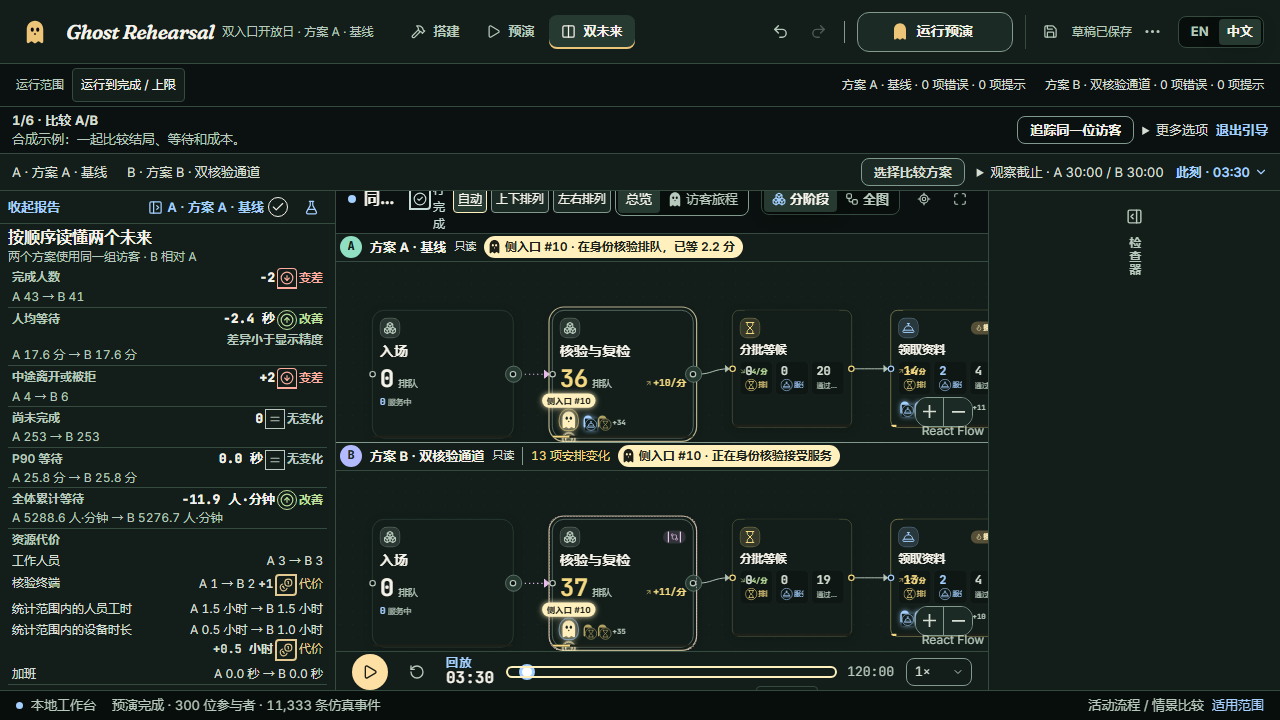 Ghost Rehearsal 双入口开放日 · 方案 A · 基线 搭建 预演 双未来 运行预演 草稿已保存 EN 中文
运行范围 运行到完成 / 上限 方案 A · 基线 · 0 项错误 · 0 项提示 方案 B · 双核验通道 · 0 项错误 · 0 项提示
1/6 · 比较 A/B
合成示例：一起比较结局、等待和成本。 追踪同一位访客 ▶ 更多选项 退出引导
A · 方案 A · 基线 B · 方案 B · 双核验通道 选择比较方案 ▶ 观察截止 · A 30:00 / B 30:00 此刻 · 03:30
收起报告 A · 方案 A · 基线
按顺序读懂两个未来
两个方案使用同一组访客 · B 相对 A
完成人数 -2 变差
A 43 → B 41
人均等待 -2.4 秒 改善
差异小于显示精度
A 17.6 分 → B 17.6 分
中途离开或被拒 +2 变差
A 4 → B 6
尚未完成 0 无变化
A 253 → B 253
P90 等待 0.0 秒 无变化
A 25.8 分 → B 25.8 分
全体累计等待 -11.9 人·分钟 改善
A 5288.6 人·分钟 → B 5276.7 人·分钟
资源代价
工作人员 A 3 → B 3
核验终端 A 1 → B 2 +1 代价
统计范围内的人员工时 A 1.5 小时 → B 1.5 小时
统计范围内的设备时长 A 0.5 小时 → B 1.0 小时
+0.5 小时 代价
加班 A 0.0 秒 → B 0.0 秒
同... 完成 自动 上下排列 左右排列 总览 访客旅程 分阶段 全图
A 方案 A · 基线 只读 侧入口 #10 · 在身份核验排队，已等 2.2 分
入场
0 排队
0 服务中
核验与复检
36 排队 +10/分
侧入口 #10
+34
分批等候
0 20
通过...
领取资料
2 4
+11
React Flow
B 方案 B · 双核验通道 只读 13 项安排变化 侧入口 #10 · 正在身份核验接受服务
入场
0 排队
0 服务中
核验与复检
37 排队 +11/分
侧入口 #10
+35
分批等候
0 19
通过...
领取资料
2 4
+10
React Flow
回放
03:30 120:00 1×
检查器
本地工作台 预演完成 · 300 位参与者 · 11,333 条仿真事件 活动流程 / 情景比较 适用范围